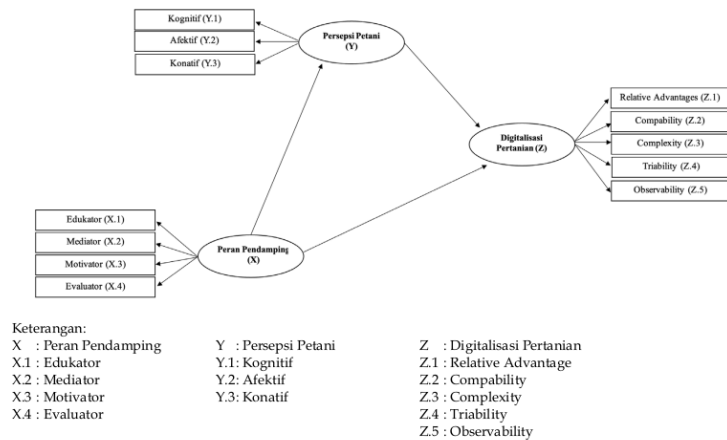 Kognitif (Y.1)
Afektif (Y.2)
Konatif (Y.3)
Persepsi Petani
(Y)
Relative Advantages (Z.1)
Compability (Z.2)
Complexity (Z.3)
Triability (Z.4)
Observability (Z.5)
Digitalisasi
Pertanian (Z)
Edukator (X.1)
Mediator (X.2)
Motivator (X.3)
Evaluator (X.4)
Peran Pendamping
(X)
Keterangan:
X : Peran Pendamping
X.1 : Edukator
X.2 : Mediator
X.3 : Motivator
X.4 : Evaluator
Y : Persepsi Petani
Y.1: Kognitif
Y.2: Afektif
Y.3: Konatif
Z : Digitalisasi Pertanian
Z.1 : Relative Advantage
Z.2 : Compability
Z.3 : Complexity
Z.4 : Triability
Z.5 : Observability